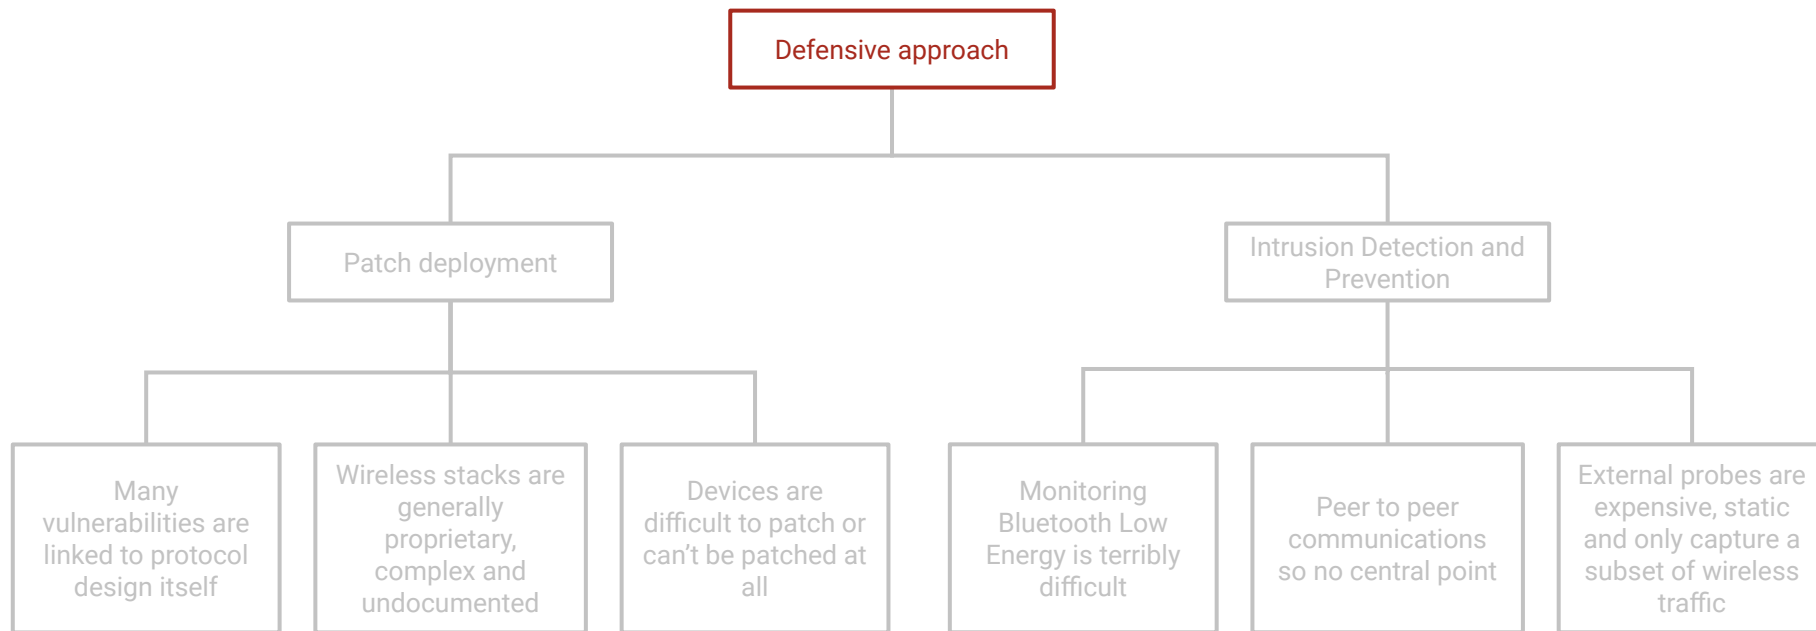 Defensive approach
Patch deployment
Intrusion Detection and
Prevention
Many
vulnerabilities are
linked to protocol
design itself
Wireless stacks are
generally
proprietary,
complex and
undocumented
Devices are
difficult to patch or
can’t be patched at
all
Monitoring
Bluetooth Low
Energy is terribly
difficult
Peer to peer
communications
so no central point
External probes are
expensive, static
and only capture a
subset of wireless
traffic